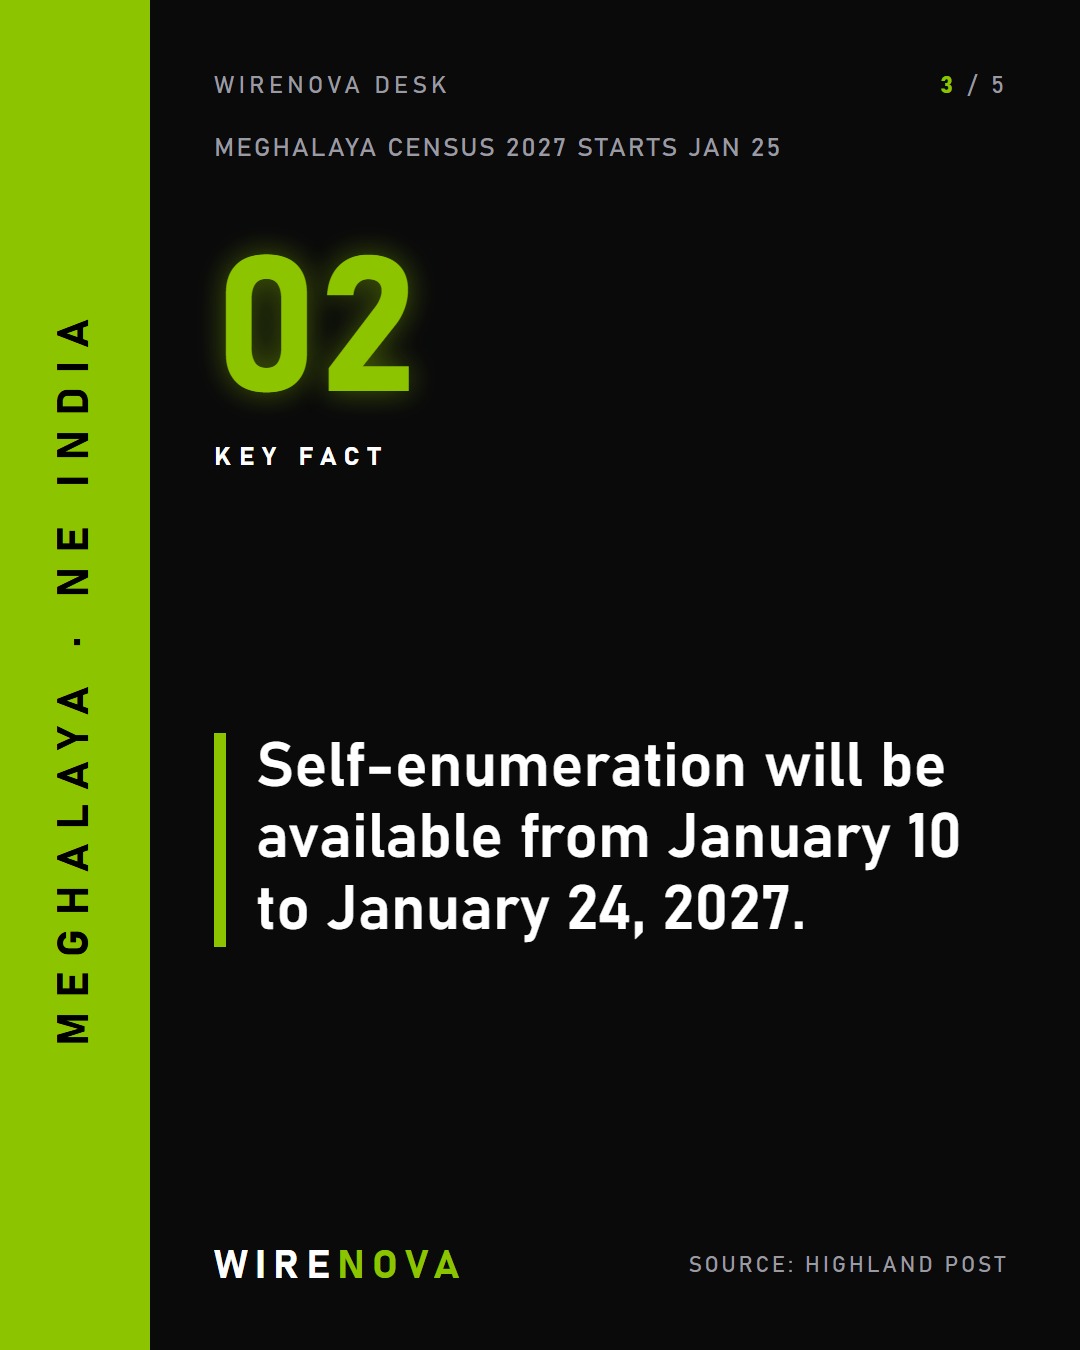 WIRENOVA DESK
3 / 5
MEGHALAYA CENSUS 2027 STARTS JAN 25
02
KEY FACT
MEGHALAYA · NE INDIA
Self-enumeration will be
available from January 10
to January 24, 2027.
WIRENOVA
SOURCE: HIGHLAND POST